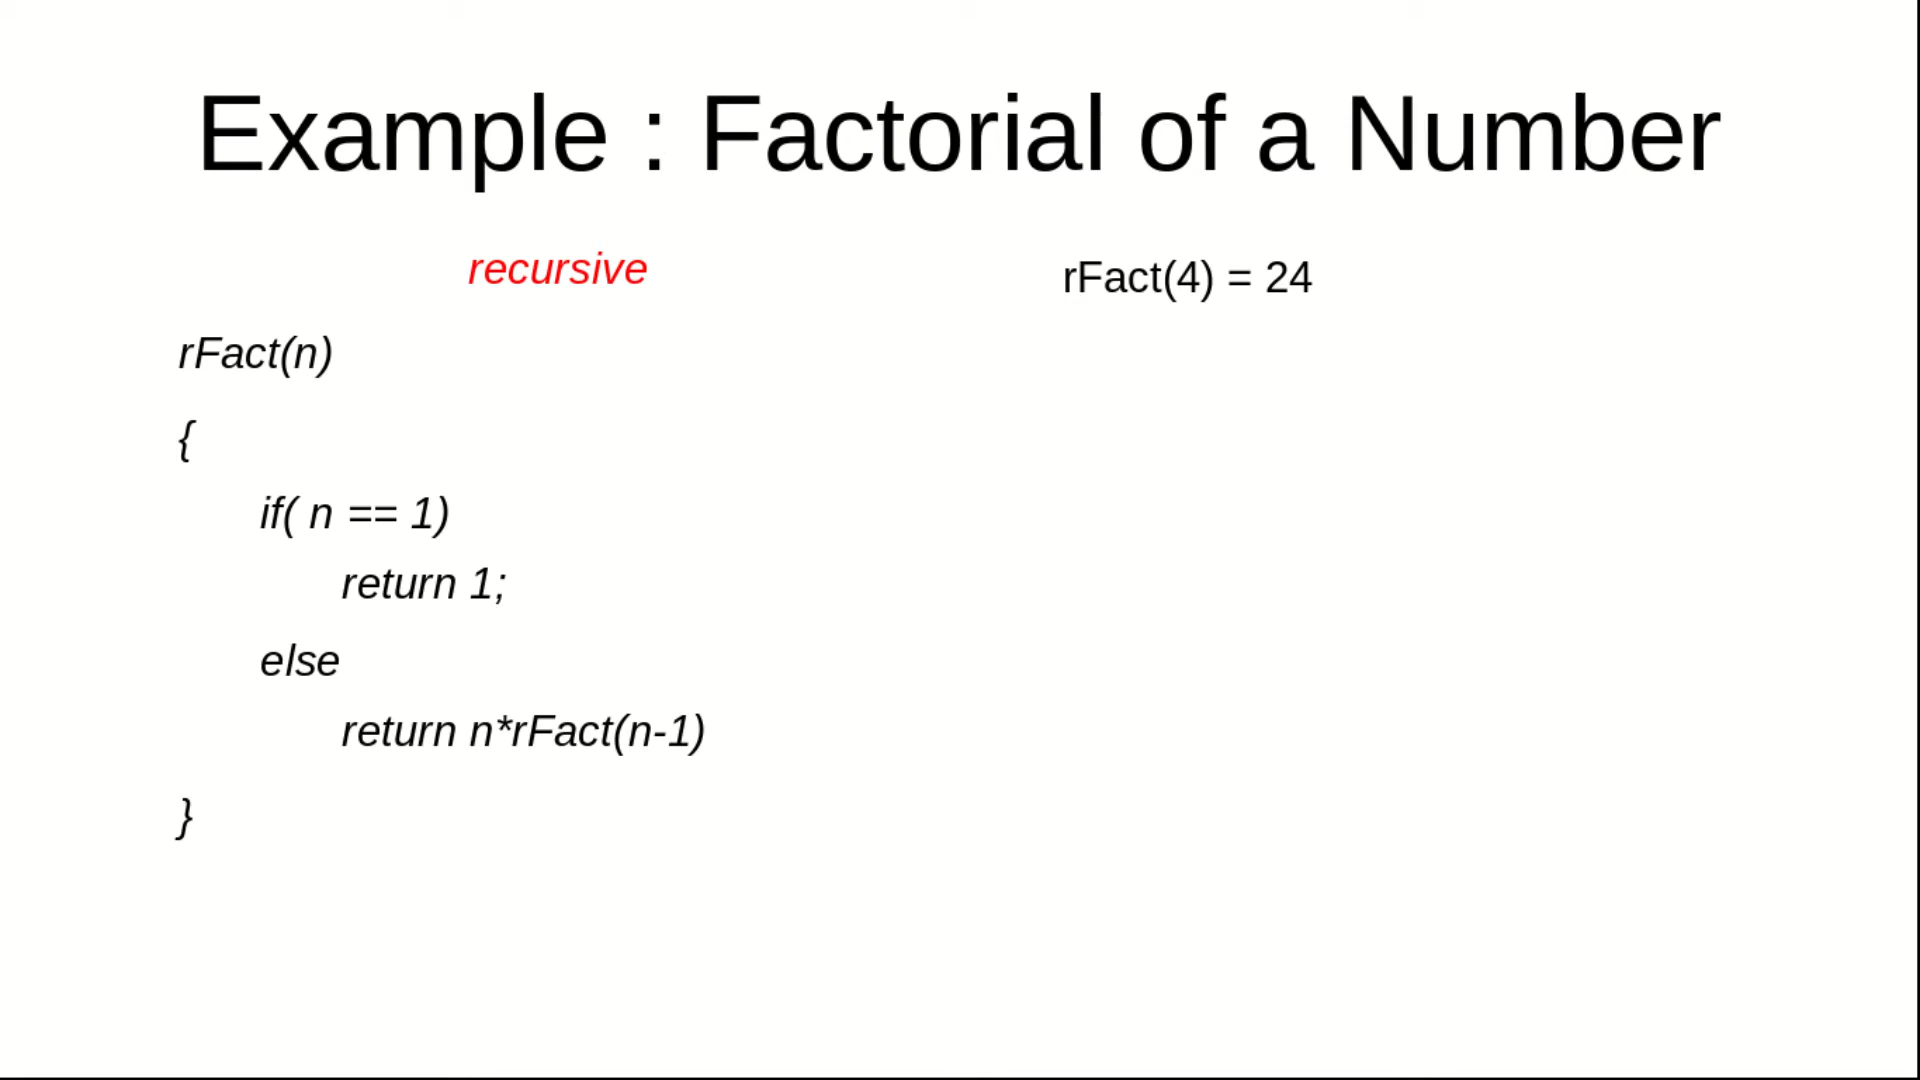 Example : Factorial of a Number
recursive
rFact(n)
{
if( n == 1)
return 1;
else
return n*rFact(n-1)
}
rFact(4) = 24